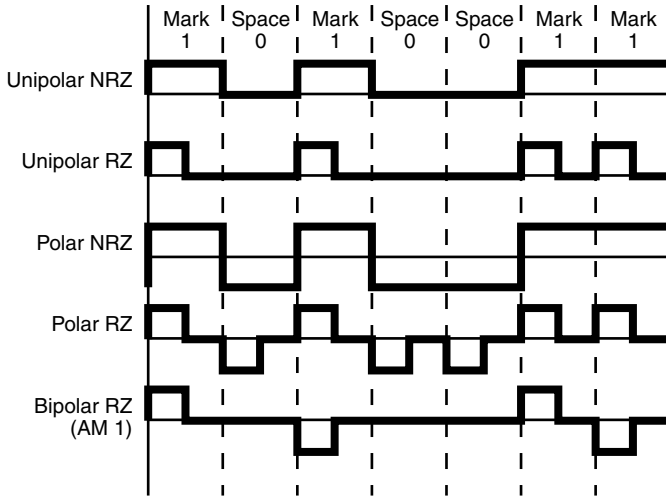 Mark Space Mark Space Space Mark Mark
1 0 1 0 0 1 1
Unipolar NRZ
Unipolar RZ
Polar NRZ
Polar RZ
Bipolar RZ
(AM 1)